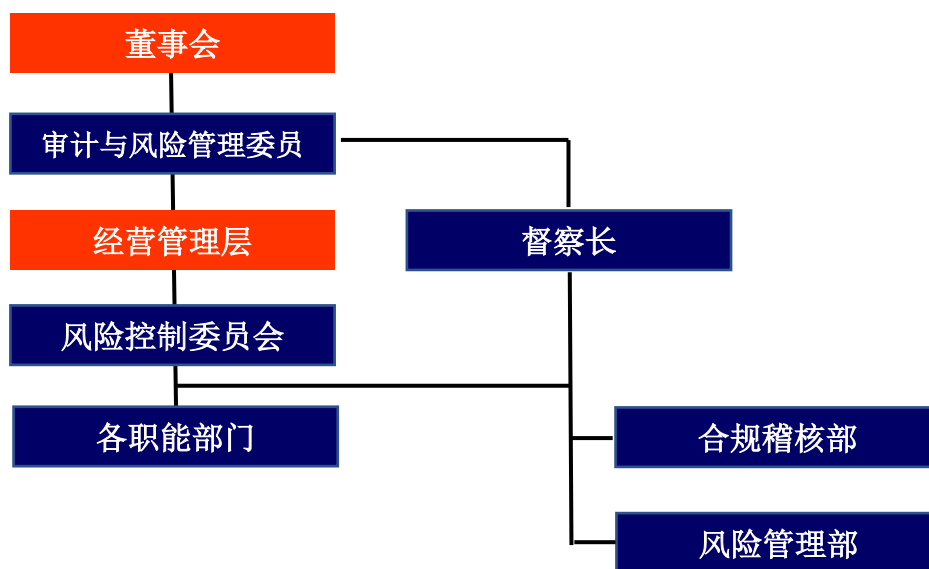 董事会
审计与风险管理委员
经营管理层
督察长
风险控制委员会
各职能部门
合规稽核部
风险管理部